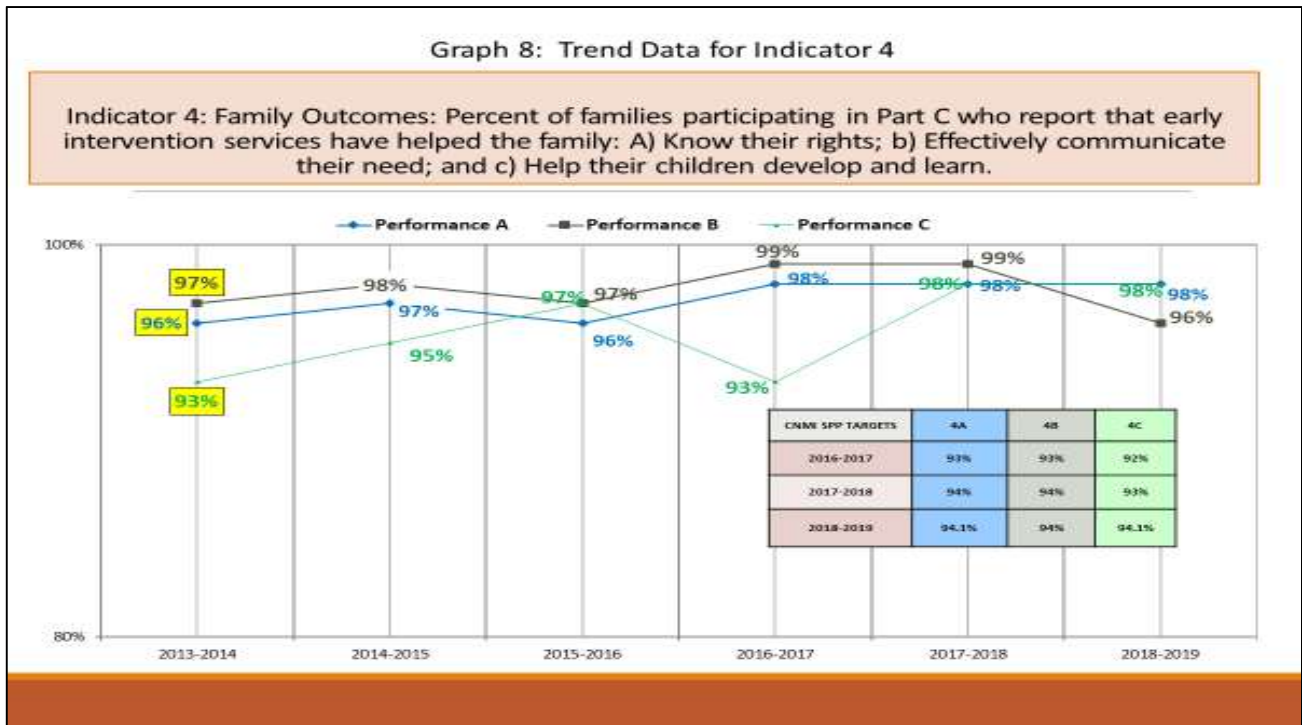 Graph 8: Trend Data for Indicator 4
Indicator 4: Family Outcomes: Percent of families participating in Part C who report that early
intervention services have helped the family: A) Know their rights; b) Effectively communicate
their need; and c) Help their children develop and learn.
Performance A Performance B Performance C
100%
99% 99%
97% 98% 97% 97% 98% 98% 98% 98% 98%
96% 97% 96% 96%
95%
93% 93%
CNMI SPP TARGETS 4A 4B 4C
2016-2017 93% 93% 92%
2017-2018 94% 94% 93%
2018-2019 94.1% 94% 94.1%
80%
2013-2014 2014-2015 2015-2016 2016-2017 2017-2018 2018-2019